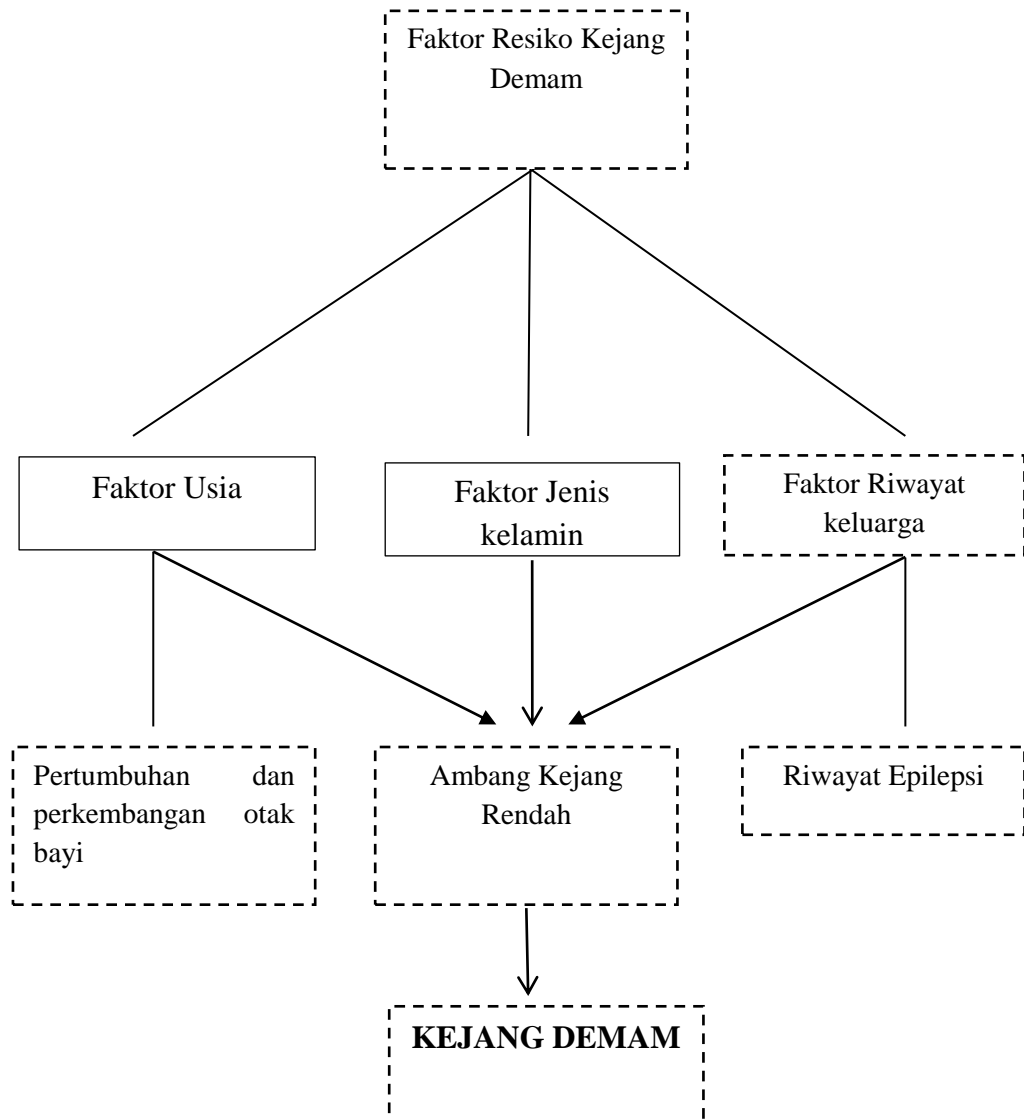 Faktor Resiko Kejang
Demam
Faktor Usia
Faktor Jenis
kelamin
Faktor Riwayat
keluarga
Pertumbuhan dan
perkembangan otak
bayi
Ambang Kejang
Rendah
Riwayat Epilepsi
KEJANG DEMAM